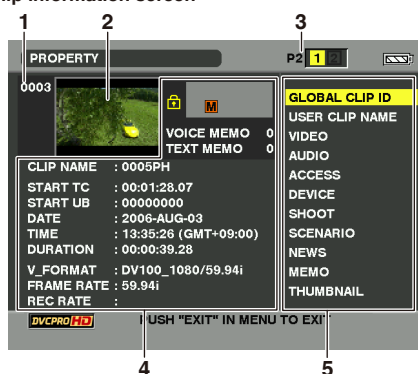 lip information screen
1 2 3
PROPERTY
P2 1 2
0003
M
VOICE MEMO 0
TEXT MEMO 0
CLIP NAME : 0005PH
START TC : 00:01:28.07
START UB : 00000000
DATE : 2006-AUG-03
TIME : 13:35:26 (GMT+09:00)
DURATION : 00:00:39.28
V_FORMAT : DV100_1080/59.94i
FRAME RATE : 59.94i
REC RATE :
GLOBAL CLIP ID
USER CLIP NAME
VIDEO
AUDIO
ACCESS
DEVICE
SHOOT
SCENARIO
NEWS
MEMO
THUMBNAIL
DVCPRO HD
PUSH "EXIT" IN MENU TO EXIT
4 5